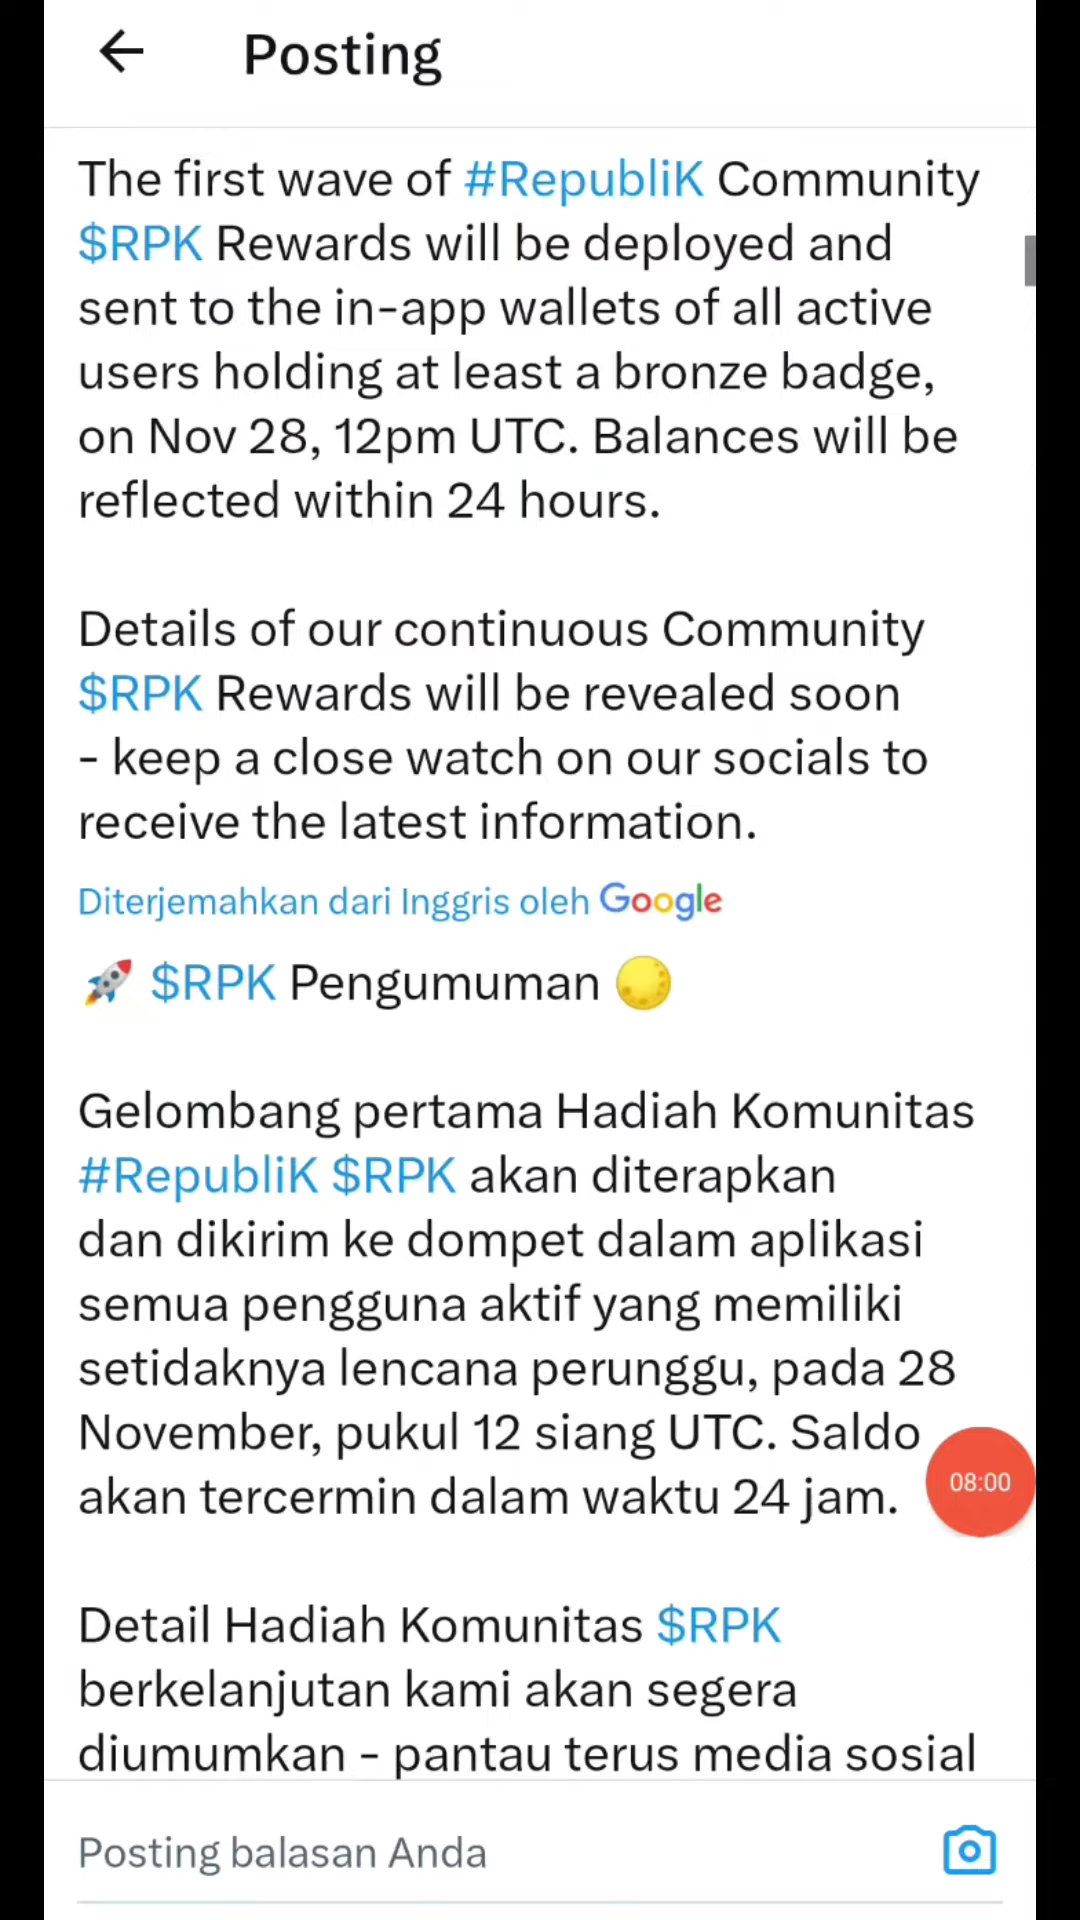 Posting
The first wave of #RepubliK Community
$RPK Rewards will be deployed and
sent to the in-app wallets of all active
users holding at least a bronze badge,
on Nov 28, 12pm UTC. Balances will be
reflected within 24 hours.
Details of our continuous Community
$RPK Rewards will be revealed soon
- keep a close watch on our socials to
receive the latest information.
Diterjemahkan dari Inggris oleh Google
🚀 $RPK Pengumuman 🌕
Gelombang pertama Hadiah Komunitas
#RepubliK $RPK akan diterapkan
dan dikirim ke dompet dalam aplikasi
semua pengguna aktif yang memiliki
setidaknya lencana perunggu, pada 28
November, pukul 12 siang UTC. Saldo
akan tercermin dalam waktu 24 jam.
08:00
Detail Hadiah Komunitas $RPK
berkelanjutan kami akan segera
diumumkan - pantau terus media sosial
Posting balasan Anda